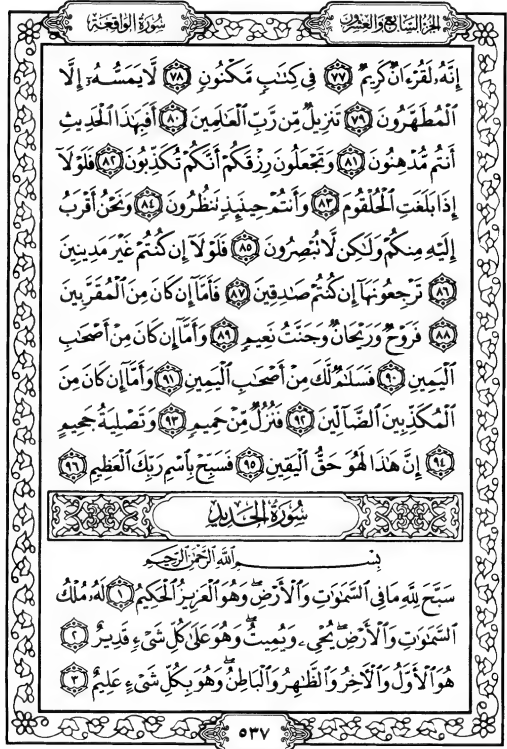 الجزء السابع والعشرون
سورة الواقعة
إِنَّهُۥ لَقُرْءَانٌ كَرِيمٌ ۝٧٧ فِى كِتَٰبٍ مَّكْنُونٍ ۝٧٨ لَّا يَمَسُّهُۥٓ إِلَّا
ٱلْمُطَهَّرُونَ ۝٧٩ تَنزِيلٌ مِّن رَّبِّ ٱلْعَٰلَمِينَ ۝٨٠ أَفَبِهَٰذَا ٱلْحَدِيثِ
أَنتُم مُّدْهِنُونَ ۝٨١ وَتَجْعَلُونَ رِزْقَكُمْ أَنَّكُمْ تُكَذِّبُونَ ۝٨٢ فَلَوْلَآ
إِذَا بَلَغَتِ ٱلْحُلْقُومَ ۝٨٣ وَأَنتُمْ حِينَئِذٍ تَنظُرُونَ ۝٨٤ وَنَحْنُ أَقْرَبُ
إِلَيْهِ مِنكُمْ وَلَٰكِن لَّا تُبْصِرُونَ ۝٨٥ فَلَوْلَآ إِن كُنتُمْ غَيْرَ مَدِينِينَ
۝٨٦ تَرْجِعُونَهَآ إِن كُنتُمْ صَٰدِقِينَ ۝٨٧ فَأَمَّآ إِن كَانَ مِنَ ٱلْمُقَرَّبِينَ
۝٨٨ فَرَوْحٌ وَرَيْحَانٌ وَجَنَّتُ نَعِيمٍ ۝٨٩ وَأَمَّآ إِن كَانَ مِنْ أَصْحَٰبِ
ٱلْيَمِينِ ۝٩٠ فَسَلَٰمٌ لَّكَ مِنْ أَصْحَٰبِ ٱلْيَمِينِ ۝٩١ وَأَمَّآ إِن كَانَ مِنَ
ٱلْمُكَذِّبِينَ ٱلضَّآلِّينَ ۝٩٢ فَنُزُلٌ مِّنْ حَمِيمٍ ۝٩٣ وَتَصْلِيَةُ جَحِيمٍ
۝٩٤ إِنَّ هَٰذَا لَهُوَ حَقُّ ٱلْيَقِينِ ۝٩٥ فَسَبِّحْ بِٱسْمِ رَبِّكَ ٱلْعَظِيمِ ۝٩٦
سُورَةُ الحَدِيدِ
بِسْمِ ٱللَّهِ ٱلرَّحْمَٰنِ ٱلرَّحِيمِ
سَبَّحَ لِلَّهِ مَا فِى ٱلسَّمَٰوَٰتِ وَٱلْأَرْضِ ۖ وَهُوَ ٱلْعَزِيزُ ٱلْحَكِيمُ ۝١ لَهُۥ مُلْكُ
ٱلسَّمَٰوَٰتِ وَٱلْأَرْضِ ۖ يُحْىِۦ وَيُمِيتُ ۖ وَهُوَ عَلَىٰ كُلِّ شَىْءٍ قَدِيرٌ ۝٢
هُوَ ٱلْأَوَّلُ وَٱلْءَاخِرُ وَٱلظَّٰهِرُ وَٱلْبَاطِنُ ۖ وَهُوَ بِكُلِّ شَىْءٍ عَلِيمٌ ۝٣
٥٣٧